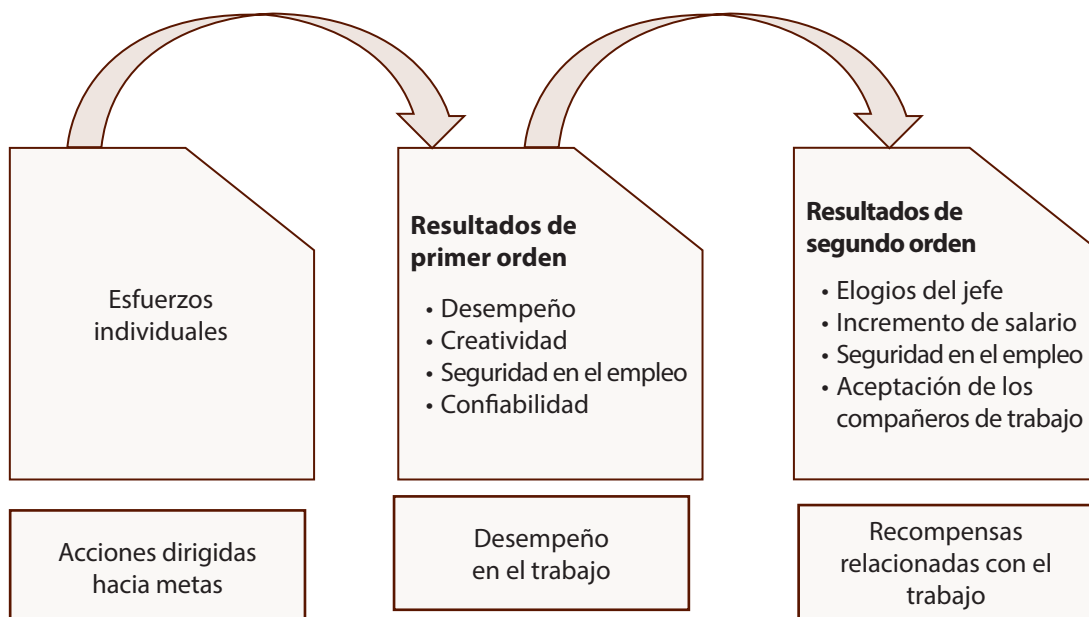 Esfuerzos
individuales
Resultados de
primer orden
• Desempeño
• Creatividad
• Seguridad en el empleo
• Confiabilidad
Resultados de
segundo orden
• Elogios del jefe
• Incremento de salario
• Seguridad en el empleo
• Aceptación de los
compañeros de trabajo
Acciones dirigidas
hacia metas
Desempeño
en el trabajo
Recompensas
relacionadas con el
trabajo